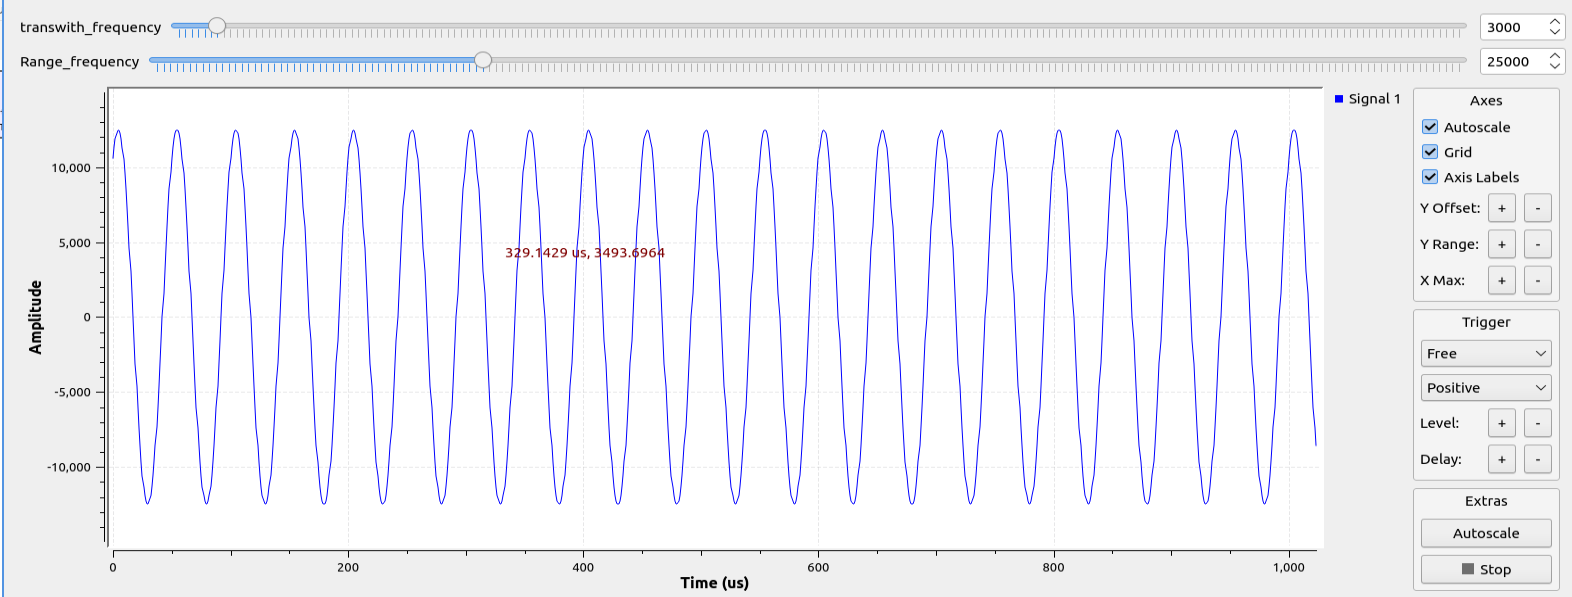 transwith_frequency
3000
Range_frequency
25000
Signal 1
Axes
Autoscale
Grid
Axis Labels
Y Offset: + -
Y Range: + -
X Max: + -
Trigger
Free
Positive
Level: + -
Delay: + -
Extras
Autoscale
Stop
10,000
5,000
0
-5,000
-10,000
Amplitude
329.1429 us, 3493.6964
0 200 400 600 800 1,000
Time (us)